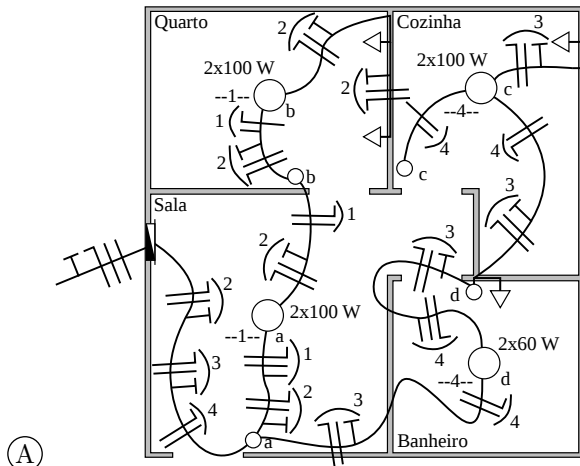 Quarto
Cozinha
2
3
2x100 W
2x100 W
c
--1--
b
2
--4--
1
4
4
2
b
c
3
Sala
1
3
2
d
2
2x100 W
a
--1--
2x60 W
1
4
3
2
--4--
d
4
3
4
a
Banheiro
A